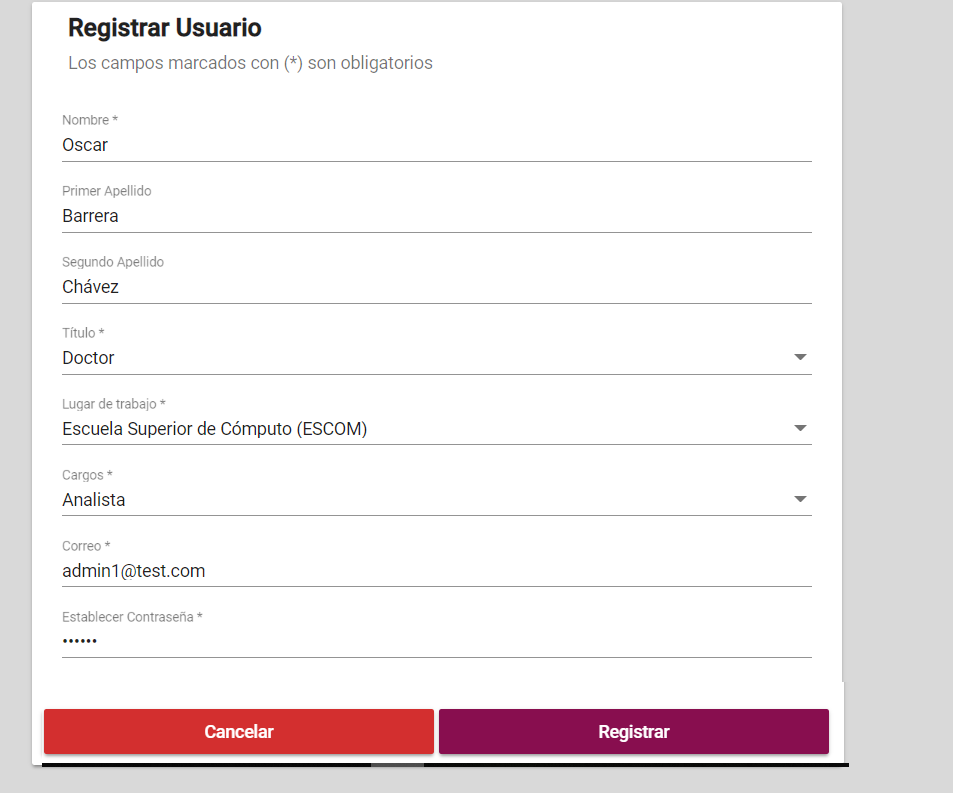 Registrar Usuario
Los campos marcados con (*) son obligatorios
Nombre *
Oscar
Primer Apellido
Barrera
Segundo Apellido
Chávez
Título *
Doctor
Lugar de trabajo *
Escuela Superior de Cómputo (ESCOM)
Cargos *
Analista
Correo *
admin1@test.com
Establecer Contraseña *
••••••
Cancelar Registrar